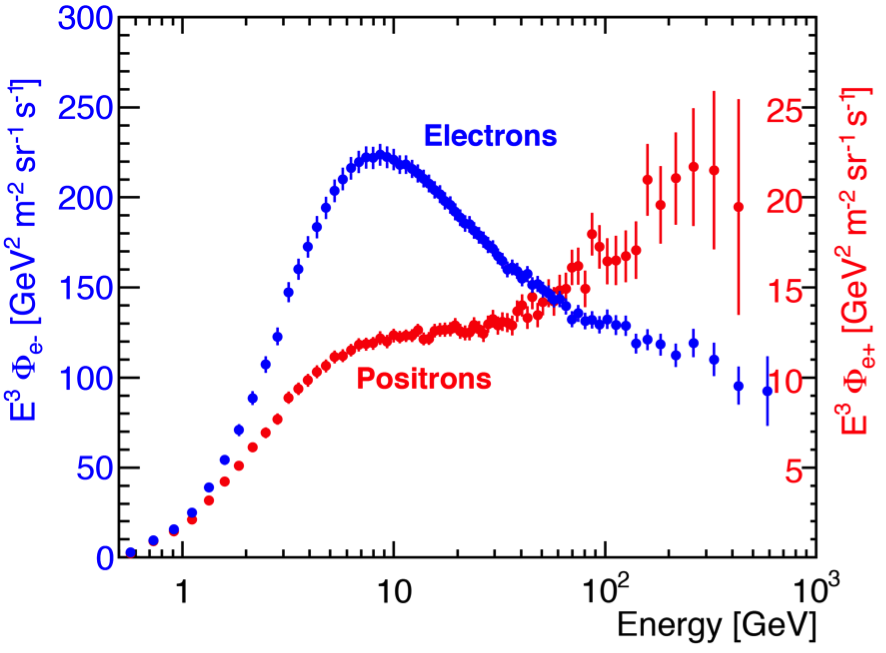 300
250
200
150
100
50
0
E³ Φe- [GeV² m⁻² sr⁻¹ s⁻¹]
Electrons
Positrons
25
20
15
10
5
E³ Φe+ [GeV² m⁻² sr⁻¹ s⁻¹]
1 10 10² 10³
Energy [GeV]